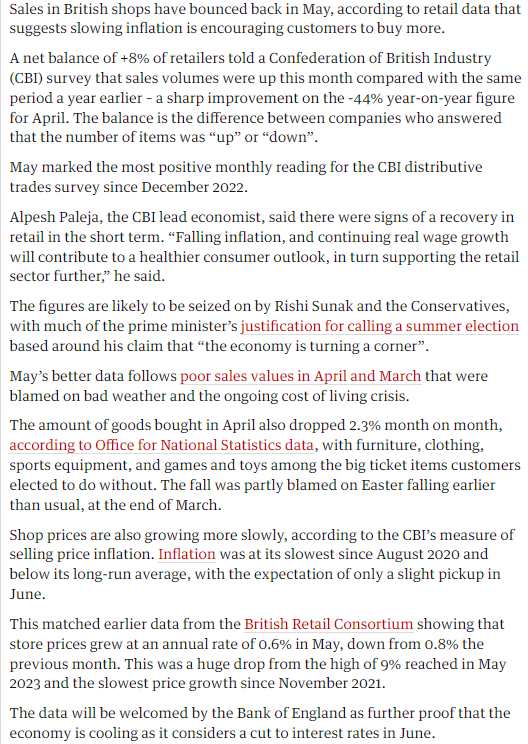 Sales in British shops have bounced back in May, according to retail data that
suggests slowing inflation is encouraging customers to buy more.
A net balance of +8% of retailers told a Confederation of British Industry
(CBI) survey that sales volumes were up this month compared with the same
period a year earlier – a sharp improvement on the -44% year-on-year figure
for April. The balance is the difference between companies who answered
that the number of items was “up” or “down”.
May marked the most positive monthly reading for the CBI distributive
trades survey since December 2022.
Alpesh Paleja, the CBI lead economist, said there were signs of a recovery in
retail in the short term. “Falling inflation, and continuing real wage growth
will contribute to a healthier consumer outlook, in turn supporting the retail
sector further,” he said.
The figures are likely to be seized on by Rishi Sunak and the Conservatives,
with much of the prime minister’s justification for calling a summer election
based around his claim that “the economy is turning a corner”.
May’s better data follows poor sales values in April and March that were
blamed on bad weather and the ongoing cost of living crisis.
The amount of goods bought in April also dropped 2.3% month on month,
according to Office for National Statistics data, with furniture, clothing,
sports equipment, and games and toys among the big ticket items customers
elected to do without. The fall was partly blamed on Easter falling earlier
than usual, at the end of March.
Shop prices are also growing more slowly, according to the CBI’s measure of
selling price inflation. Inflation was at its slowest since August 2020 and
below its long-run average, with the expectation of only a slight pickup in
June.
This matched earlier data from the British Retail Consortium showing that
store prices grew at an annual rate of 0.6% in May, down from 0.8% the
previous month. This was a huge drop from the high of 9% reached in May
2023 and the slowest price growth since November 2021.
The data will be welcomed by the Bank of England as further proof that the
economy is cooling as it considers a cut to interest rates in June.